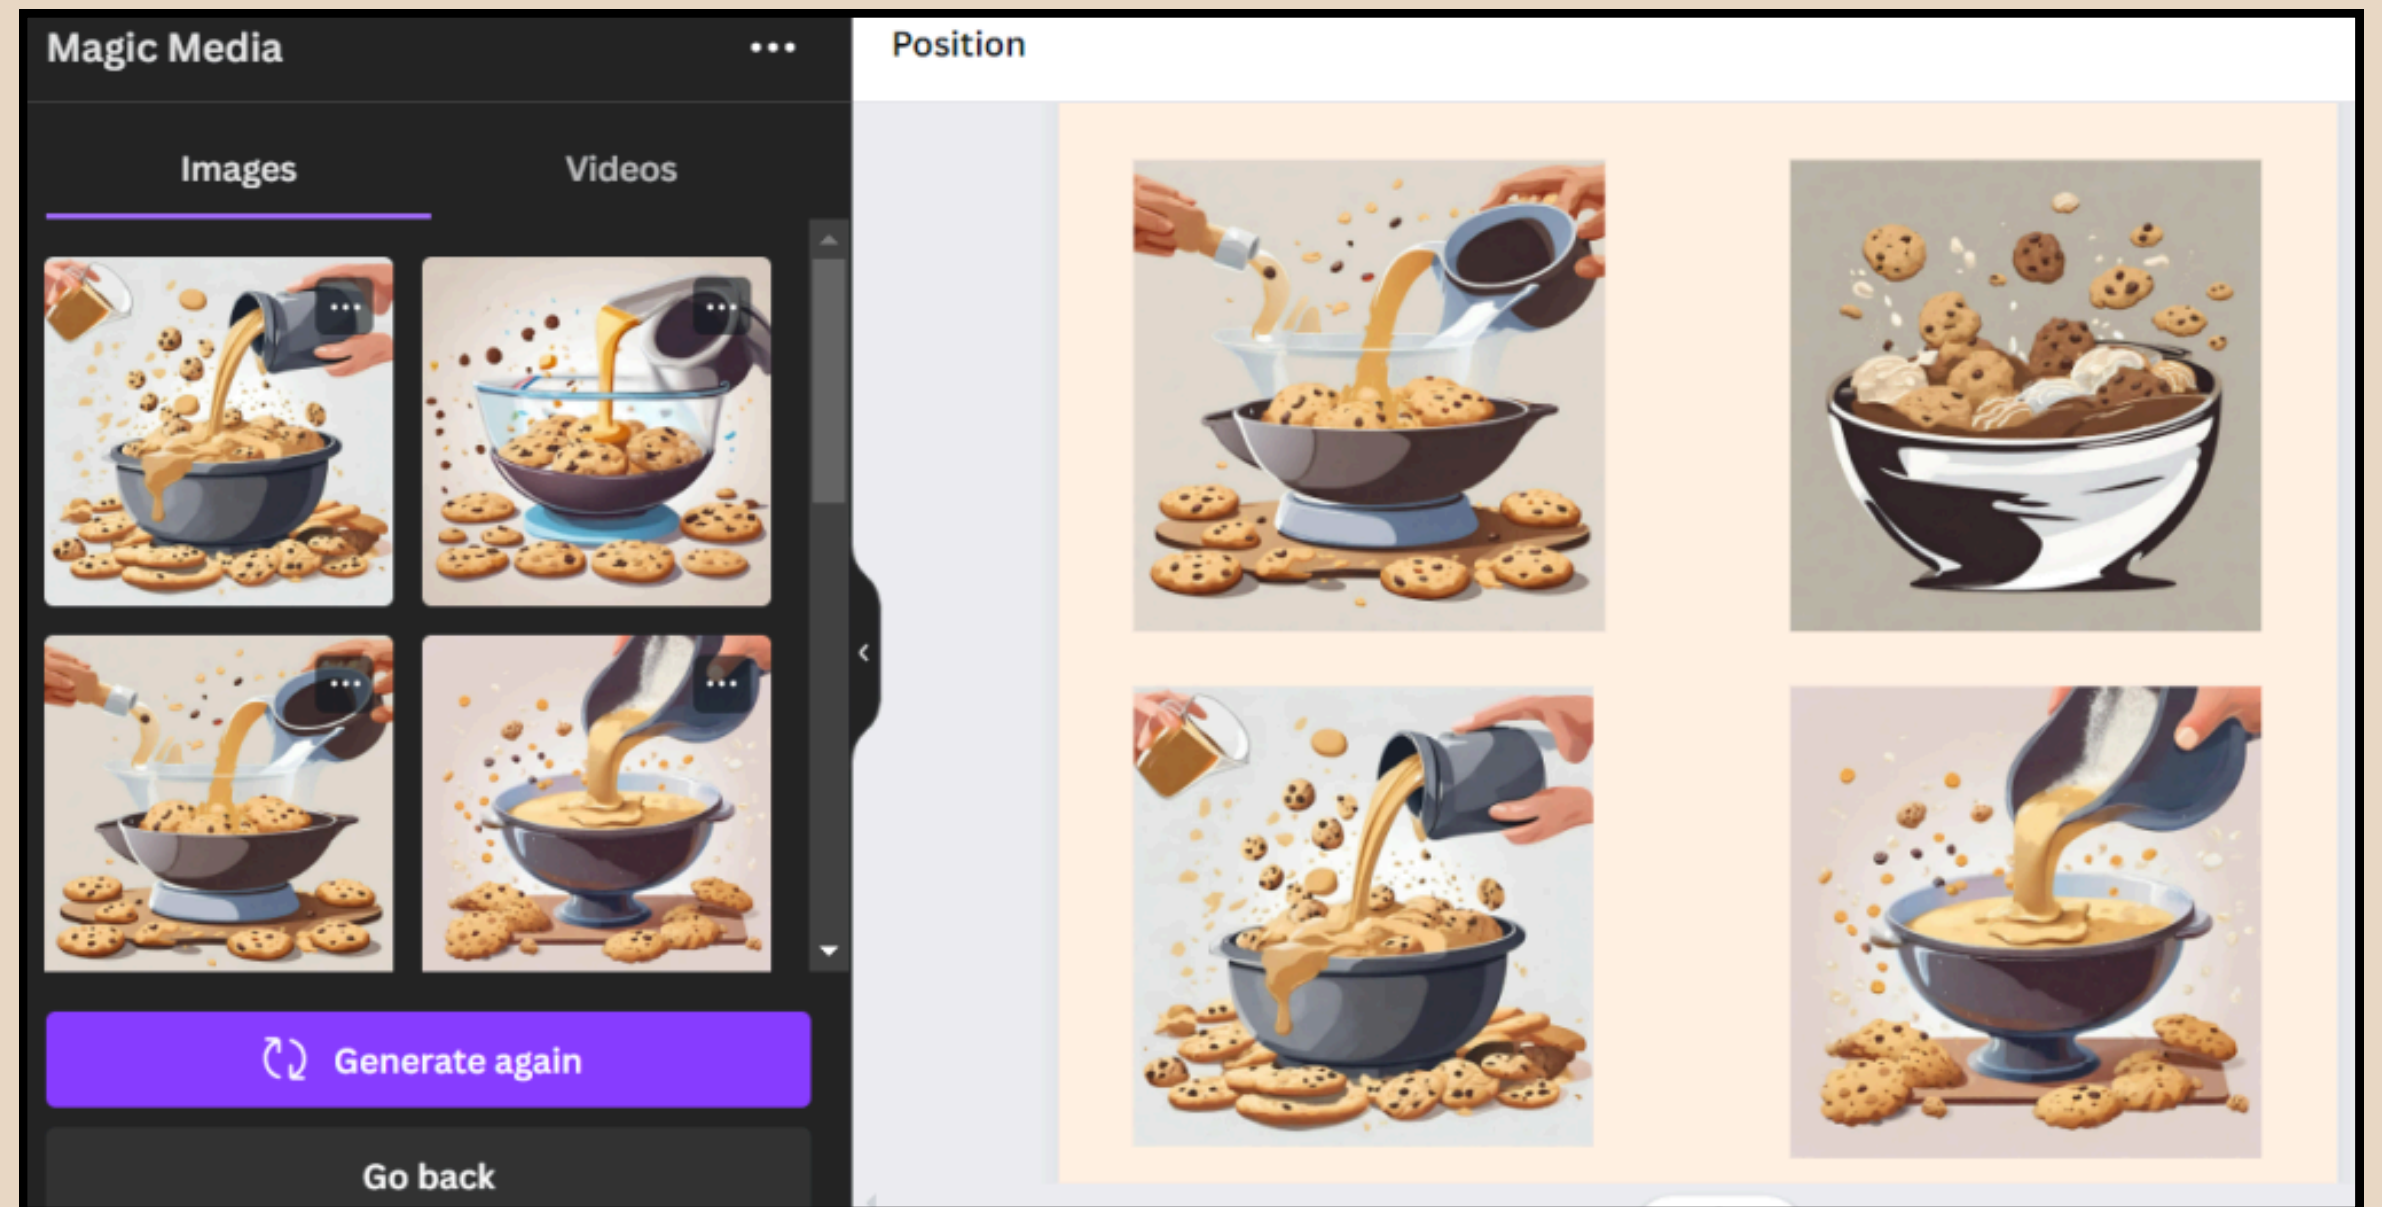 Magic Media
Position
Images
Videos
Generate again
Go back